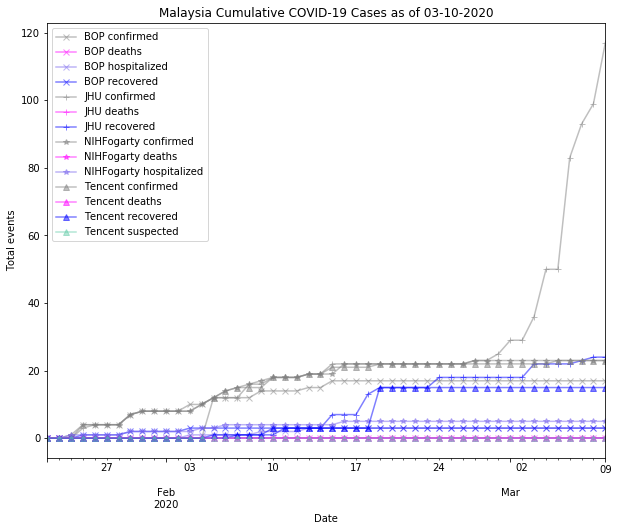 Malaysia Cumulative COVID-19 Cases as of 03-10-2020
BOP confirmed
BOP deaths
BOP hospitalized
BOP recovered
JHU confirmed
JHU deaths
JHU recovered
NIHFogarty confirmed
NIHFogarty deaths
NIHFogarty hospitalized
Tencent confirmed
Tencent deaths
Tencent recovered
Tencent suspected
Total events
120
100
80
60
40
20
0
27 03 10 17 24 02 09
Feb Mar
2020
Date